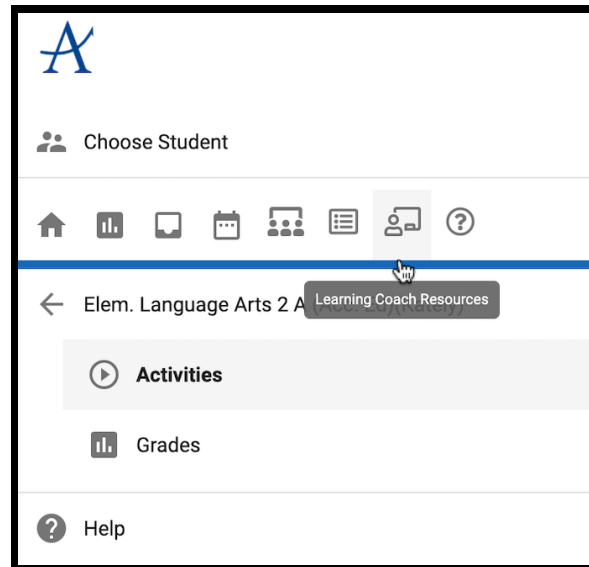 Choose Student
Elem. Language Arts 2 A
Learning Coach Resources
Activities
Grades
Help